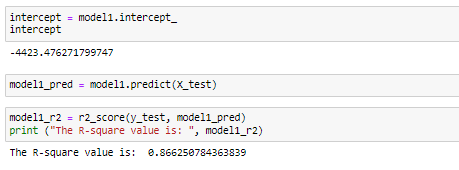 intercept = model1.intercept_
intercept
-4423.476271799747
model1_pred = model1.predict(X_test)
model1_r2 = r2_score(y_test, model1_pred)
print ("The R-square value is: ", model1_r2)
The R-square value is:  0.866250784363839